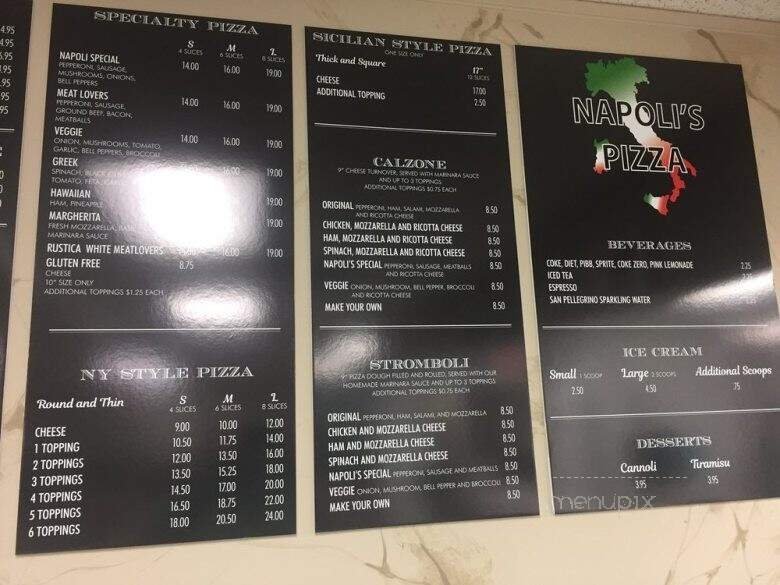 4.95
SPECIALTY PIZZA
S M L
4 SLICES 6 SLICES 8 SLICES
NAPOLI SPECIAL 14.00 16.00 19.00
PEPPERONI, SAUSAGE,
MUSHROOMS, ONIONS,
BELL PEPPERS
MEAT LOVERS 14.00 16.00 19.00
PEPPERONI, SAUSAGE,
GROUND BEEF, BACON,
MEATBALLS
VEGGIE 14.00 16.00 19.00
ONION, MUSHROOMS, TOMATO,
GARLIC, BELL PEPPERS, BROCCOLI
GREEK 16.00 19.00
SPINACH, BLACK
TOMATO, FETA,
HAWAIIAN 19.00
HAM, PINEAPPLE
MARGHERITA 19.00
FRESH MOZZARELLA,
MARINARA SAUCE
RUSTICA WHITE MEATLOVERS 16.00 19.00
GLUTEN FREE 8.75
CHEESE
10" SIZE ONLY
ADDITIONAL TOPPINGS $1.25 EACH
NY STYLE PIZZA
Round and Thin S M L
4 SLICES 6 SLICES 8 SLICES
CHEESE 9.00 10.00 12.00
1 TOPPING 10.50 11.75 14.00
2 TOPPINGS 12.00 13.50 16.00
3 TOPPINGS 13.50 15.25 18.00
4 TOPPINGS 14.50 17.00 20.00
5 TOPPINGS 16.50 18.75 22.00
6 TOPPINGS 18.00 20.50 24.00
SICILIAN STYLE PIZZA
ONE SIZE ONLY
Thick and Square 17"
12 SLICES
CHEESE 17.00
ADDITIONAL TOPPING 2.50
CALZONE
9" CHEESE TURNOVER, SERVED WITH MARINARA SAUCE
AND UP TO 3 TOPPINGS
ADDITIONAL TOPPINGS $0.75 EACH
ORIGINAL PEPPERONI, HAM, SALAMI, MOZZARELLA 8.50
AND RICOTTA CHEESE
CHICKEN, MOZZARELLA AND RICOTTA CHEESE 8.50
HAM, MOZZARELLA AND RICOTTA CHEESE 8.50
SPINACH, MOZZARELLA AND RICOTTA CHEESE 8.50
NAPOLI'S SPECIAL PEPPERONI, SAUSAGE, MEATBALLS 8.50
AND RICOTTA CHEESE
VEGGIE ONION, MUSHROOM, BELL PEPPER, BROCCOLI 8.50
AND RICOTTA CHEESE
MAKE YOUR OWN 8.50
STROMBOLI
9" PIZZA DOUGH FILLED AND ROLLED, SERVED WITH OUR
HOMEMADE MARINARA SAUCE AND UP TO 3 TOPPINGS
ADDITIONAL TOPPINGS $0.75 EACH
ORIGINAL PEPPERONI, HAM, SALAMI, AND MOZZARELLA 8.50
CHICKEN AND MOZZARELLA CHEESE 8.50
HAM AND MOZZARELLA CHEESE 8.50
SPINACH AND MOZZARELLA CHEESE 8.50
NAPOLI'S SPECIAL PEPPERONI, SAUSAGE AND MEATBALLS 8.50
VEGGIE ONION, MUSHROOM, BELL PEPPER AND BROCCOLI 8.50
MAKE YOUR OWN 8.50
NAPOLI'S
PIZZA
BEVERAGES
COKE, DIET, PIBB, SPRITE, COKE ZERO, PINK LEMONADE 2.25
ICED TEA 2.25
ESPRESSO
SAN PELLEGRINO SPARKLING WATER 2.25
ICE CREAM
Small 1 SCOOP Large 2 SCOOPS Additional Scoops
2.50 4.50 .75
DESSERTS
Cannoli Tiramisu
3.95 3.95
menupix